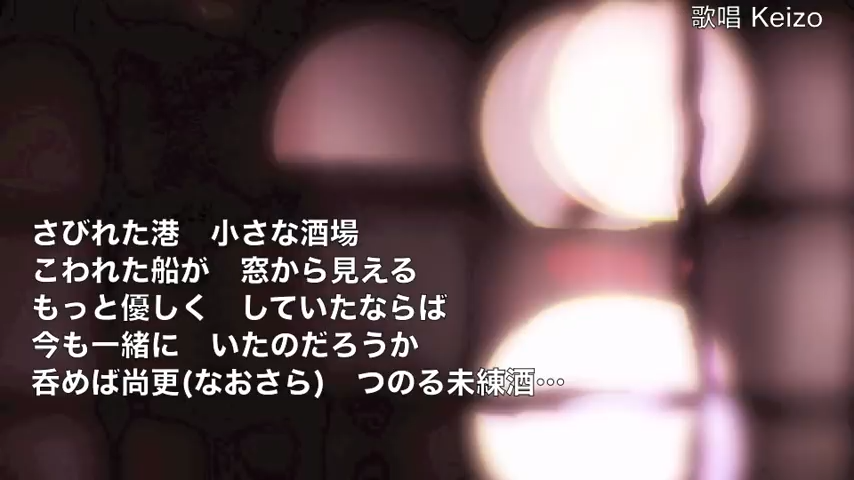 歌唱 Keizo
さびれた港　小さな酒場
こわれた船が　窓から見える
もっと優しく　していたならば
今も一緒に　いたのだろうか
呑めば尚更(なおさら)　つのる未練酒…